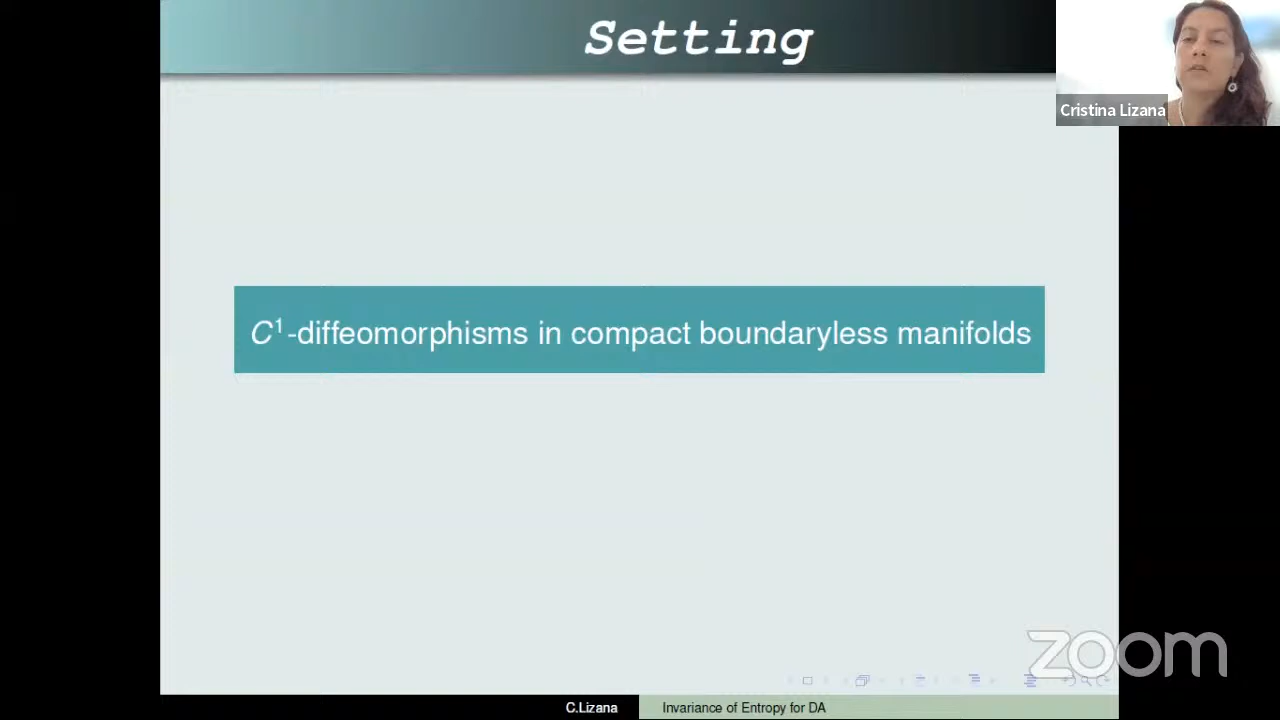 Setting
Cristina Lizana
C¹-diffeomorphisms in compact boundaryless manifolds
zoom
C.Lizana
Invariance of Entropy for DA